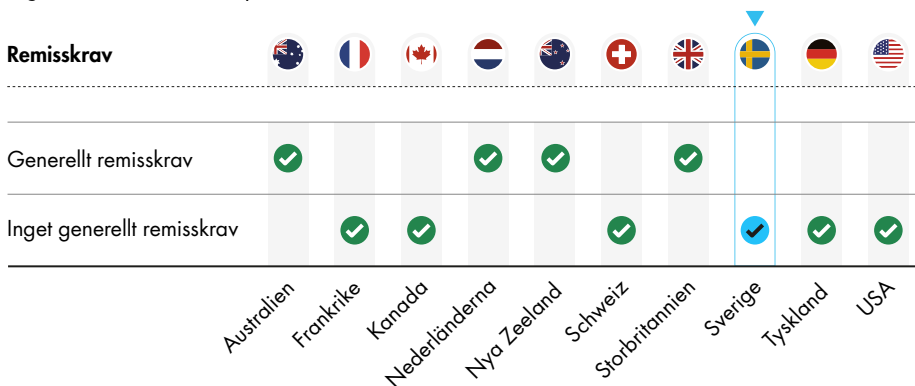 Remisskrav
Generellt remisskrav
Inget generellt remisskrav
Australien
Frankrike
Kanada
Nederländerna
Nya Zeeland
Schweiz
Storbritannien
Sverige
Tyskland
USA